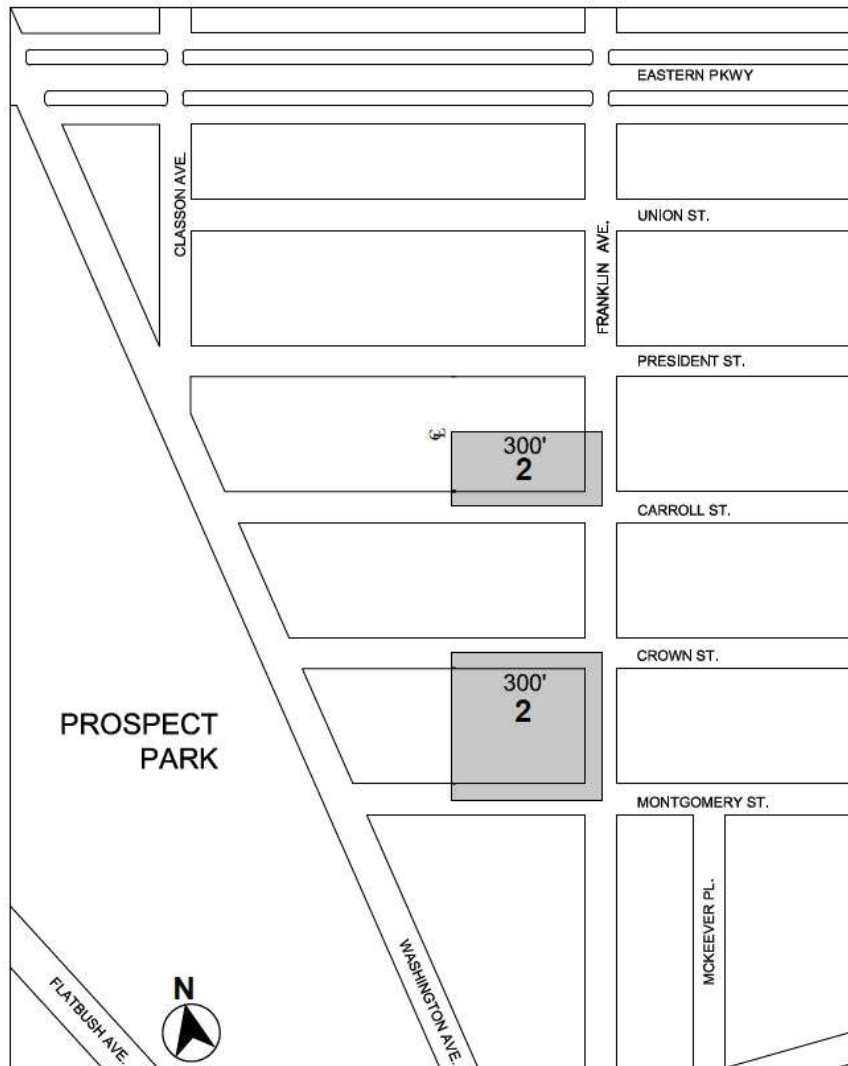 EASTERN PKWY
CLASSON AVE.
UNION ST.
FRANKLIN AVE.
PRESIDENT ST.
℄
300'
2
CARROLL ST.
CROWN ST.
300'
2
PROSPECT
PARK
MONTGOMERY ST.
MCKEEVER PL.
WASHINGTON AVE.
FLATBUSH AVE.
N